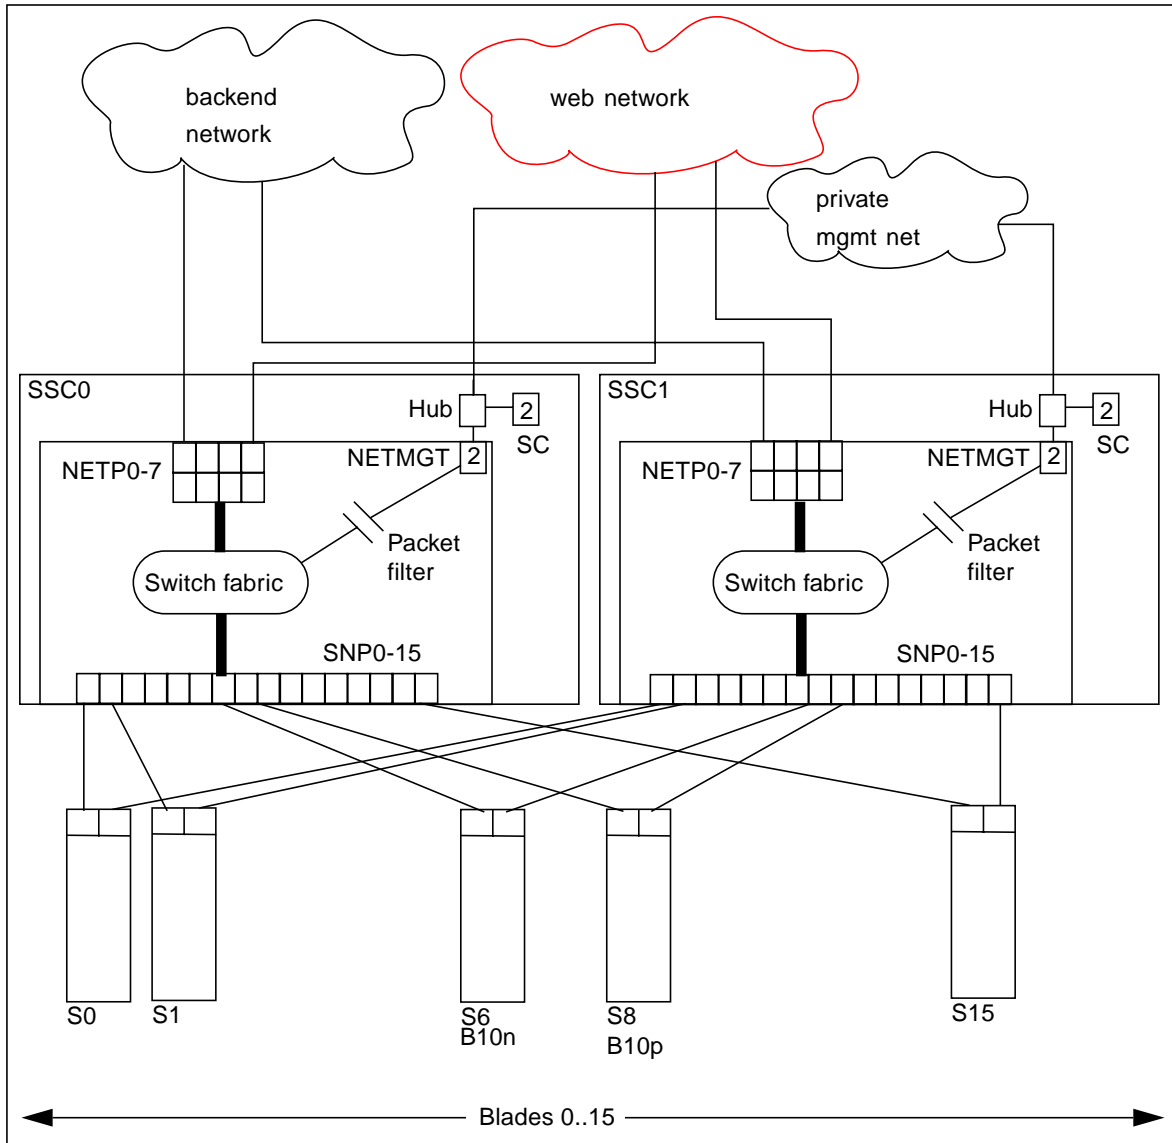 backend
network
web network
private
mgmt net
SSC0
Hub
2
SC
NETMGT
2
NETP0-7
Packet
filter
Switch fabric
SNP0-15
SSC1
Hub
2
SC
NETMGT
2
NETP0-7
Packet
filter
Switch fabric
SNP0-15
S0
S1
S6
B10n
S8
B10p
S15
Blades 0..15